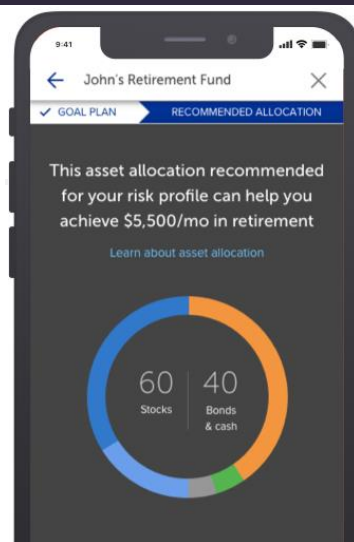 9:41
John's Retirement Fund
GOAL PLAN
RECOMMENDED ALLOCATION
This asset allocation recommended
for your risk profile can help you
achieve $5,500/mo in retirement
Learn about asset allocation
60 40
Stocks Bonds
& cash